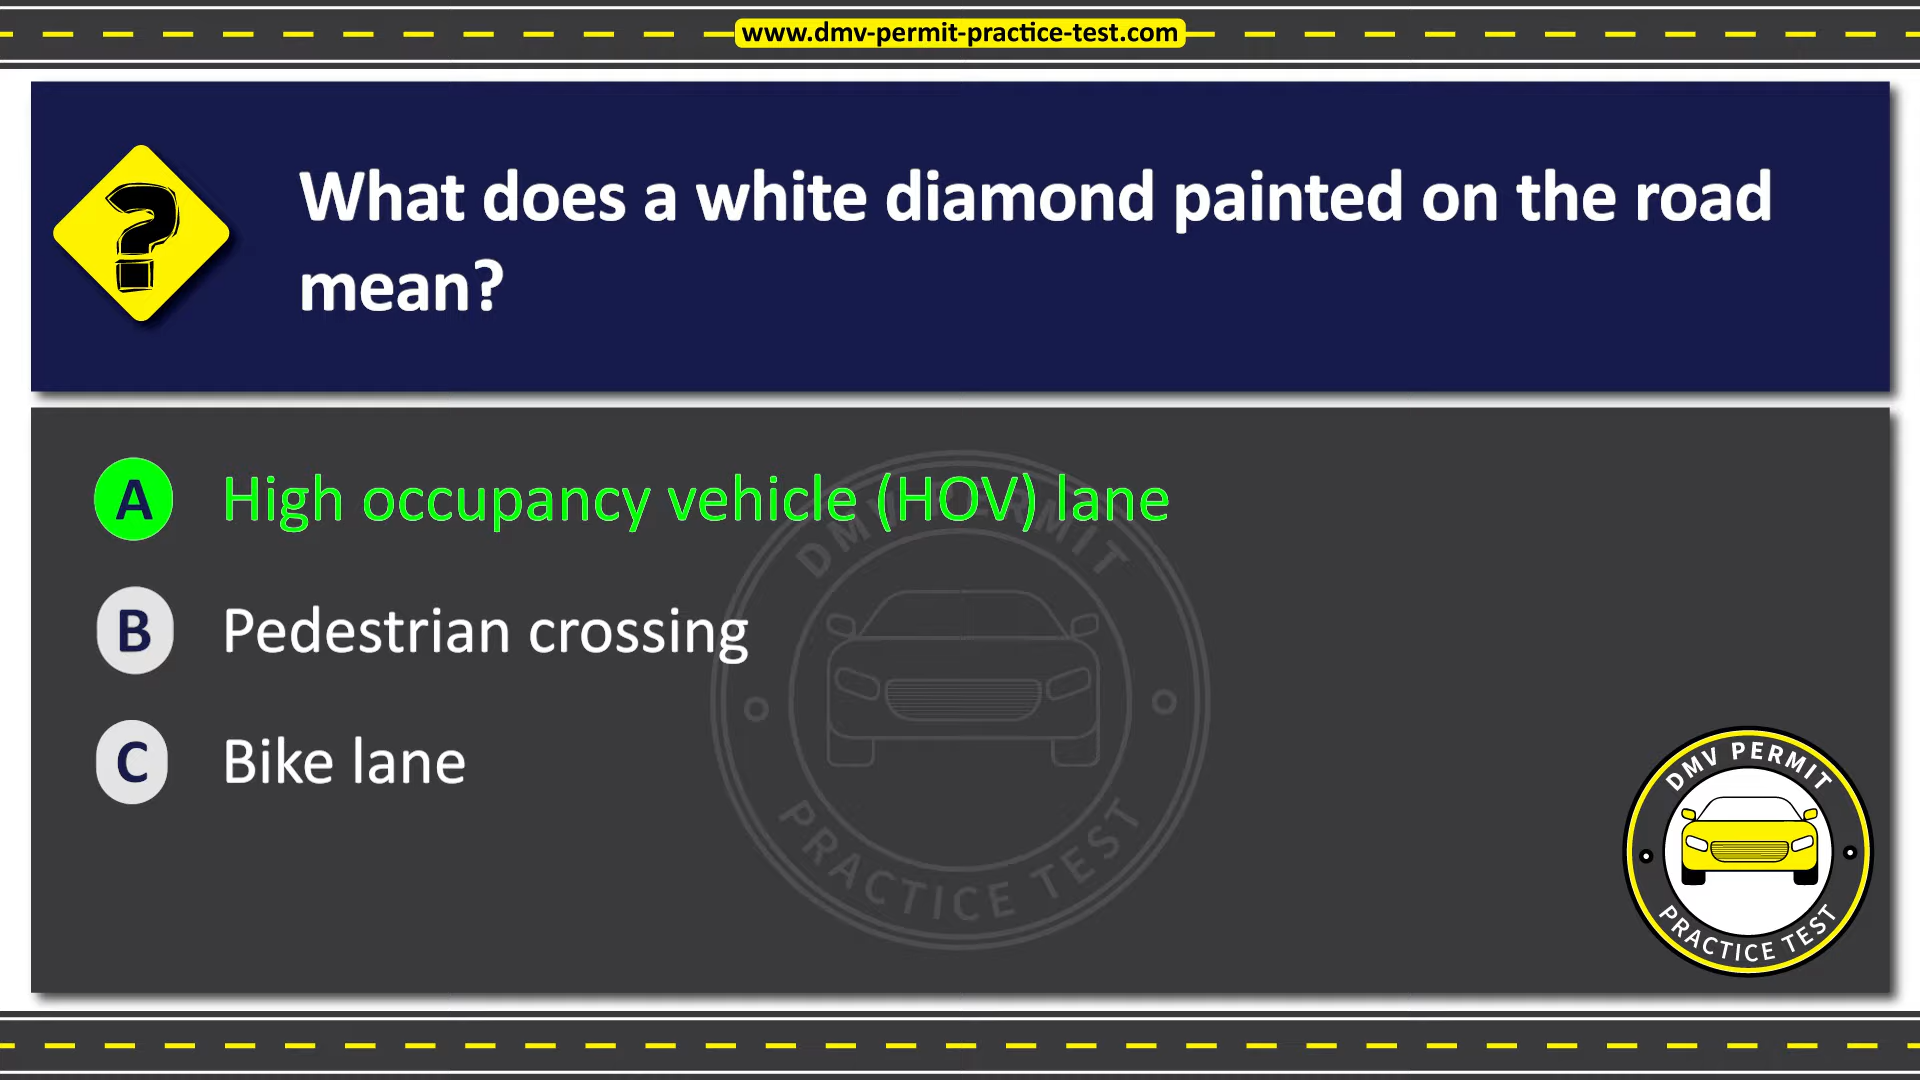 www.dmv-permit-practice-test.com
?
What does a white diamond painted on the road
mean?
A High occupancy vehicle (HOV) lane
B Pedestrian crossing
C Bike lane
DMV PERMIT
PRACTICE TEST
DMV PERMIT
PRACTICE TEST